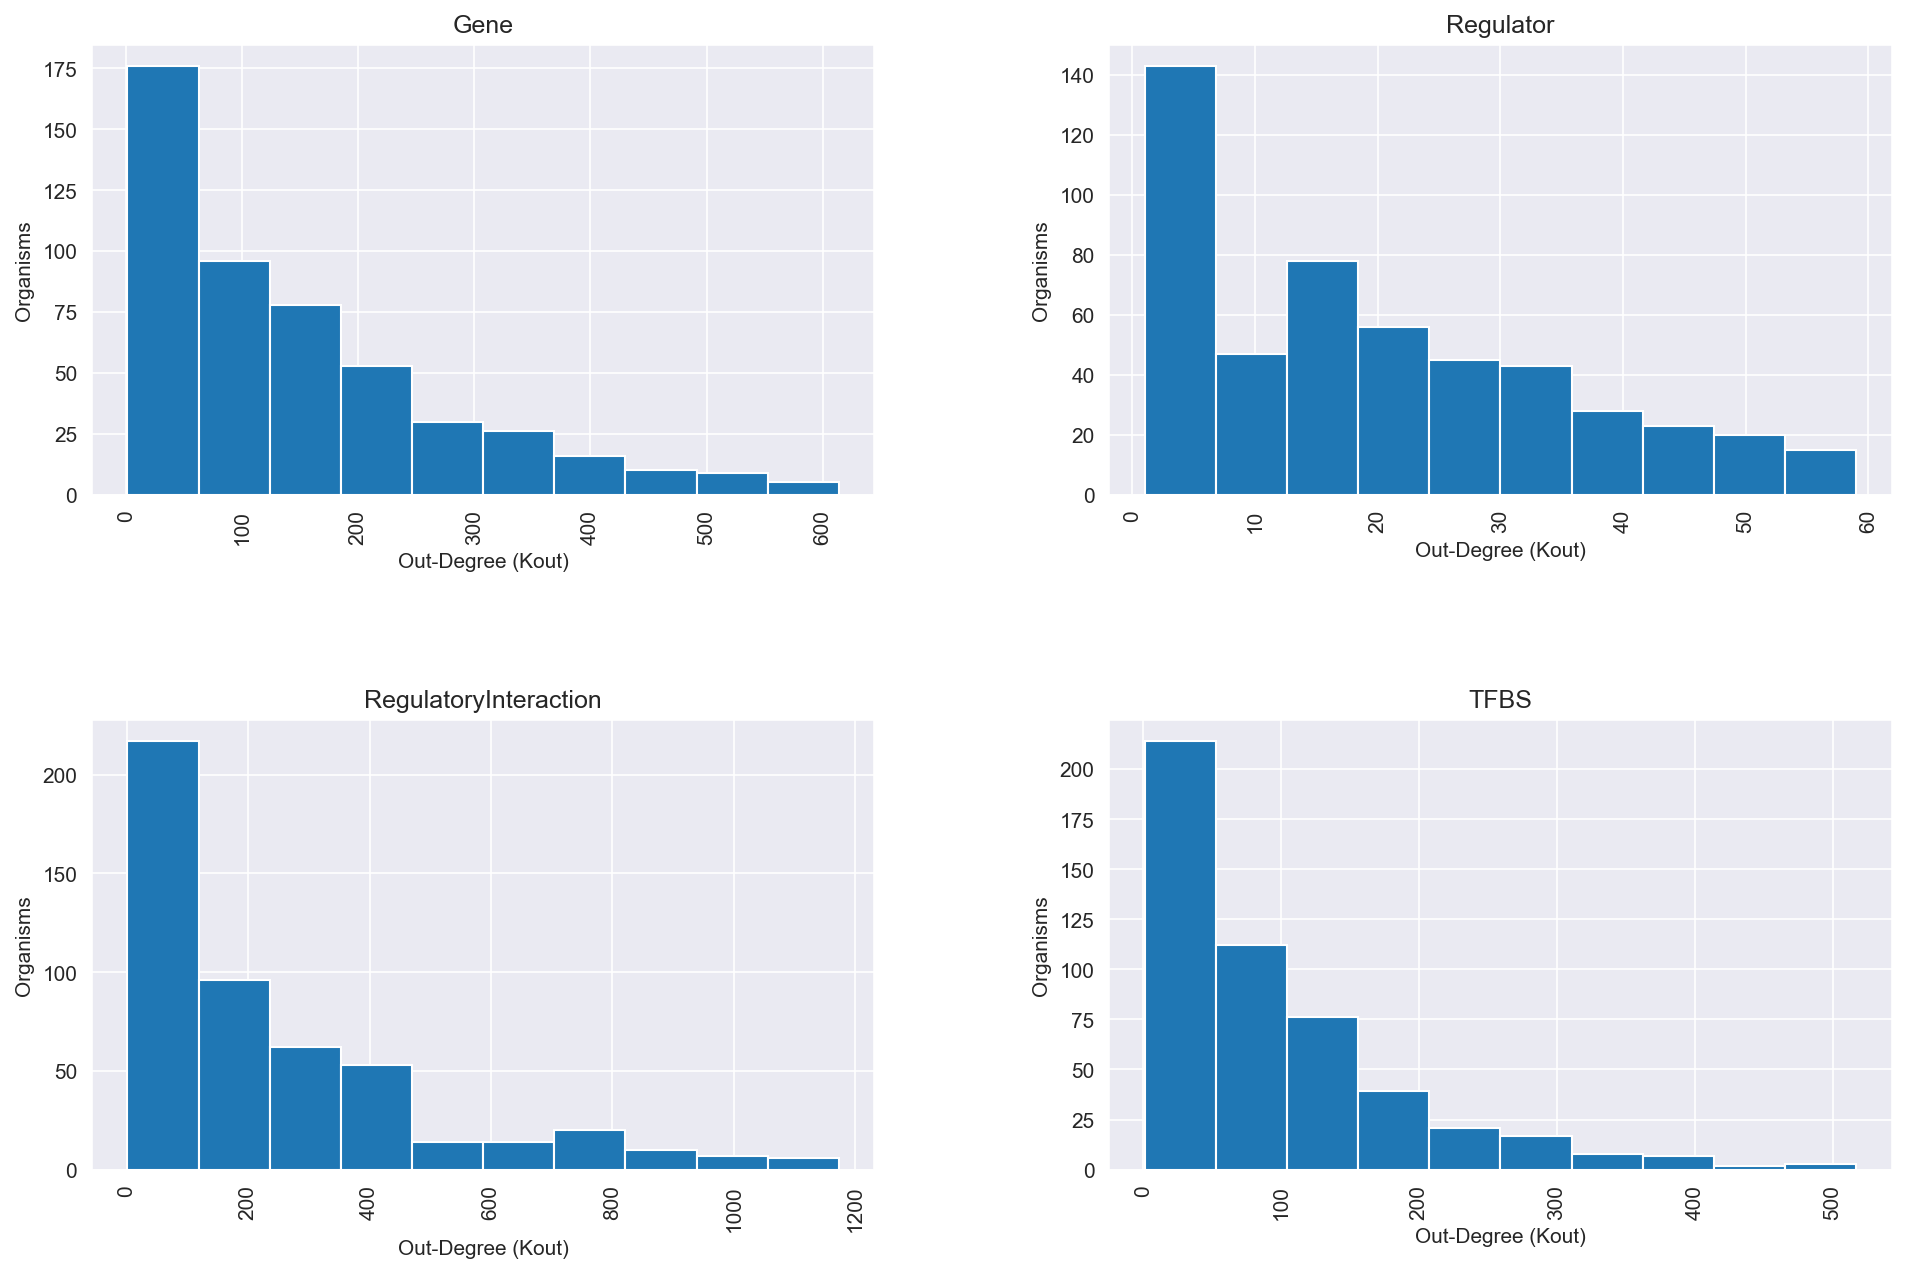 Gene
175
150
125
100
75
50
25
0
Organisms
0 100 200 300 400 500 600
Out-Degree (Kout)
Regulator
140
120
100
80
60
40
20
0
Organisms
0 10 20 30 40 50 60
Out-Degree (Kout)
RegulatoryInteraction
200
150
100
50
0
Organisms
0 200 400 600 800 1000 1200
Out-Degree (Kout)
TFBS
200
175
150
125
100
75
50
25
0
Organisms
0 100 200 300 400 500
Out-Degree (Kout)